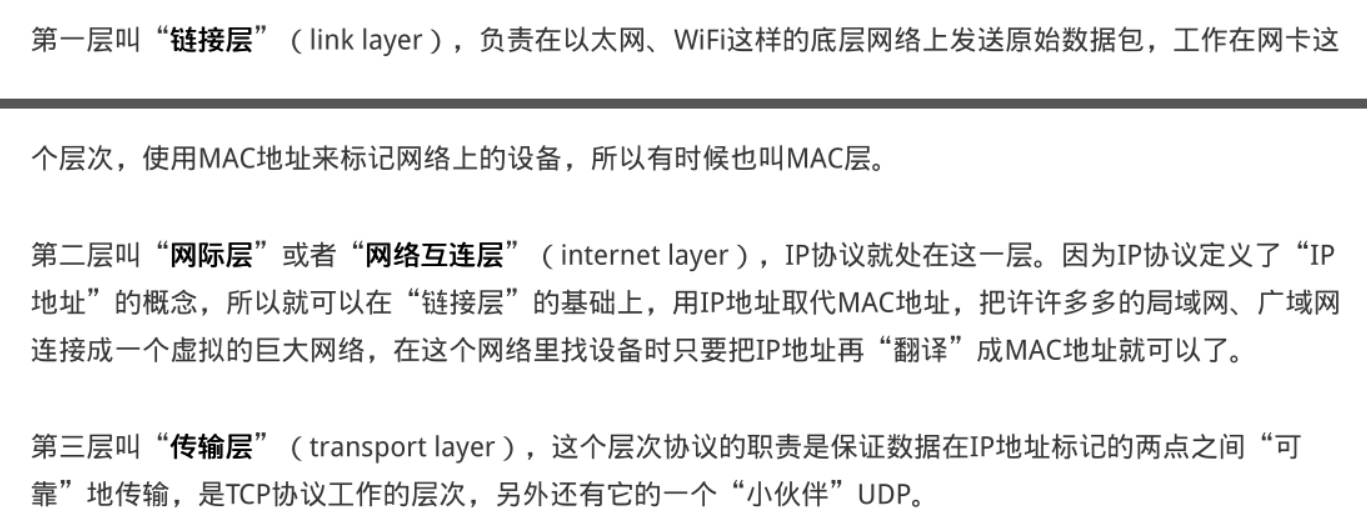 第一层叫“链接层”（link layer），负责在以太网、WiFi这样的底层网络上发送原始数据包，工作在网卡这
个层次，使用MAC地址来标记网络上的设备，所以有时候也叫MAC层。
第二层叫“网际层”或者“网络互连层”（internet layer），IP协议就处在这一层。因为IP协议定义了“IP
地址”的概念，所以就可以在“链接层”的基础上，用IP地址取代MAC地址，把许许多多的局域网、广域网
连接成一个虚拟的巨大网络，在这个网络里找设备时只要把IP地址再“翻译”成MAC地址就可以了。
第三层叫“传输层”（transport layer），这个层次协议的职责是保证数据在IP地址标记的两点之间“可
靠”地传输，是TCP协议工作的层次，另外还有它的一个“小伙伴”UDP。